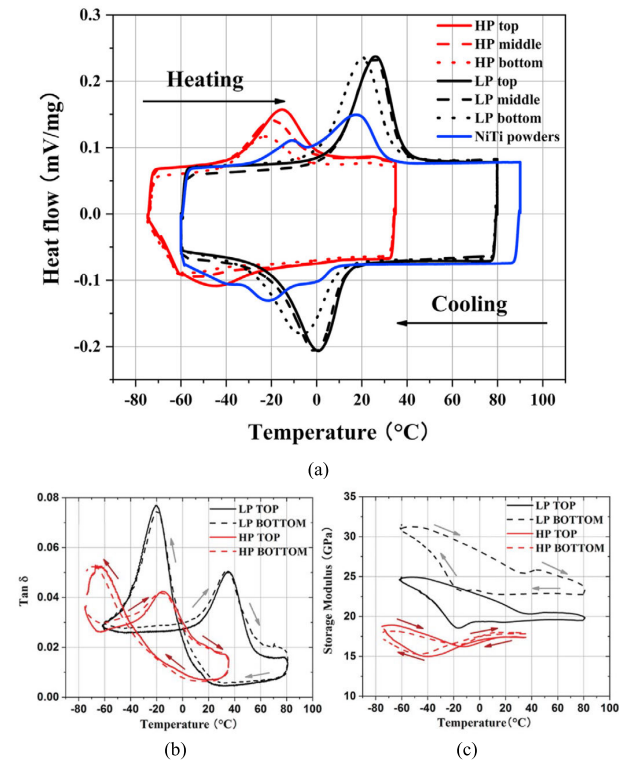 0.3
0.2
0.1
0.0
-0.1
-0.2
Heat flow (mV/mg)
Heating
HP top
HP middle
HP bottom
LP top
LP middle
LP bottom
NiTi powders
Cooling
-80 -60 -40 -20 0 20 40 60 80 100
Temperature (°C)
(a)
0.08
0.06
0.04
0.02
0.00
Tan δ
LP TOP
LP BOTTOM
HP TOP
HP BOTTOM
-80 -60 -40 -20 0 20 40 60 80 100
Temperature (°C)
(b)
35
31
27
23
19
15
Storage Modulus (GPa)
LP TOP
LP BOTTOM
HP TOP
HP BOTTOM
-80 -60 -40 -20 0 20 40 60 80 100
Temperature(°C)
(c)